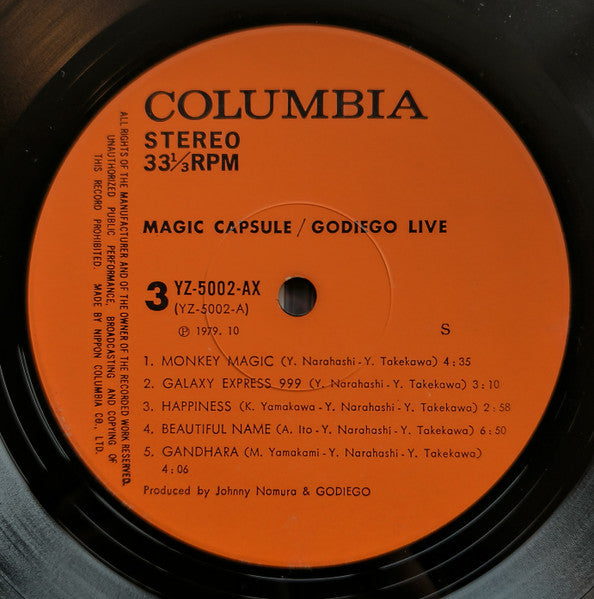 COLUMBIA
STEREO
33⅓RPM
MAGIC CAPSULE / GODIEGO LIVE
3 YZ-5002-AX
(YZ-5002-A)
Ⓟ 1979. 10
S
1. MONKEY MAGIC (Y. Narahashi - Y. Takekawa) 4:35
2. GALAXY EXPRESS 999 (Y. Narahashi - Y. Takekawa) 3:10
3. HAPPINESS (K. Yamakawa - Y. Narahashi - Y. Takekawa) 2:58
4. BEAUTIFUL NAME (A. Ito - Y. Narahashi - Y. Takekawa) 6:50
5. GANDHARA (M. Yamakami - Y. Narahashi - Y. Takekawa)
4:06
Produced by Johnny Nomura & GODIEGO
ALL RIGHTS OF THE MANUFACTURER AND OF THE OWNER OF THE RECORDED WORK RESERVED.
UNAUTHORIZED PUBLIC PERFORMANCE, BROADCASTING AND COPYING OF
THIS RECORD PROHIBITED. MADE BY NIPPON COLUMBIA CO., LTD.